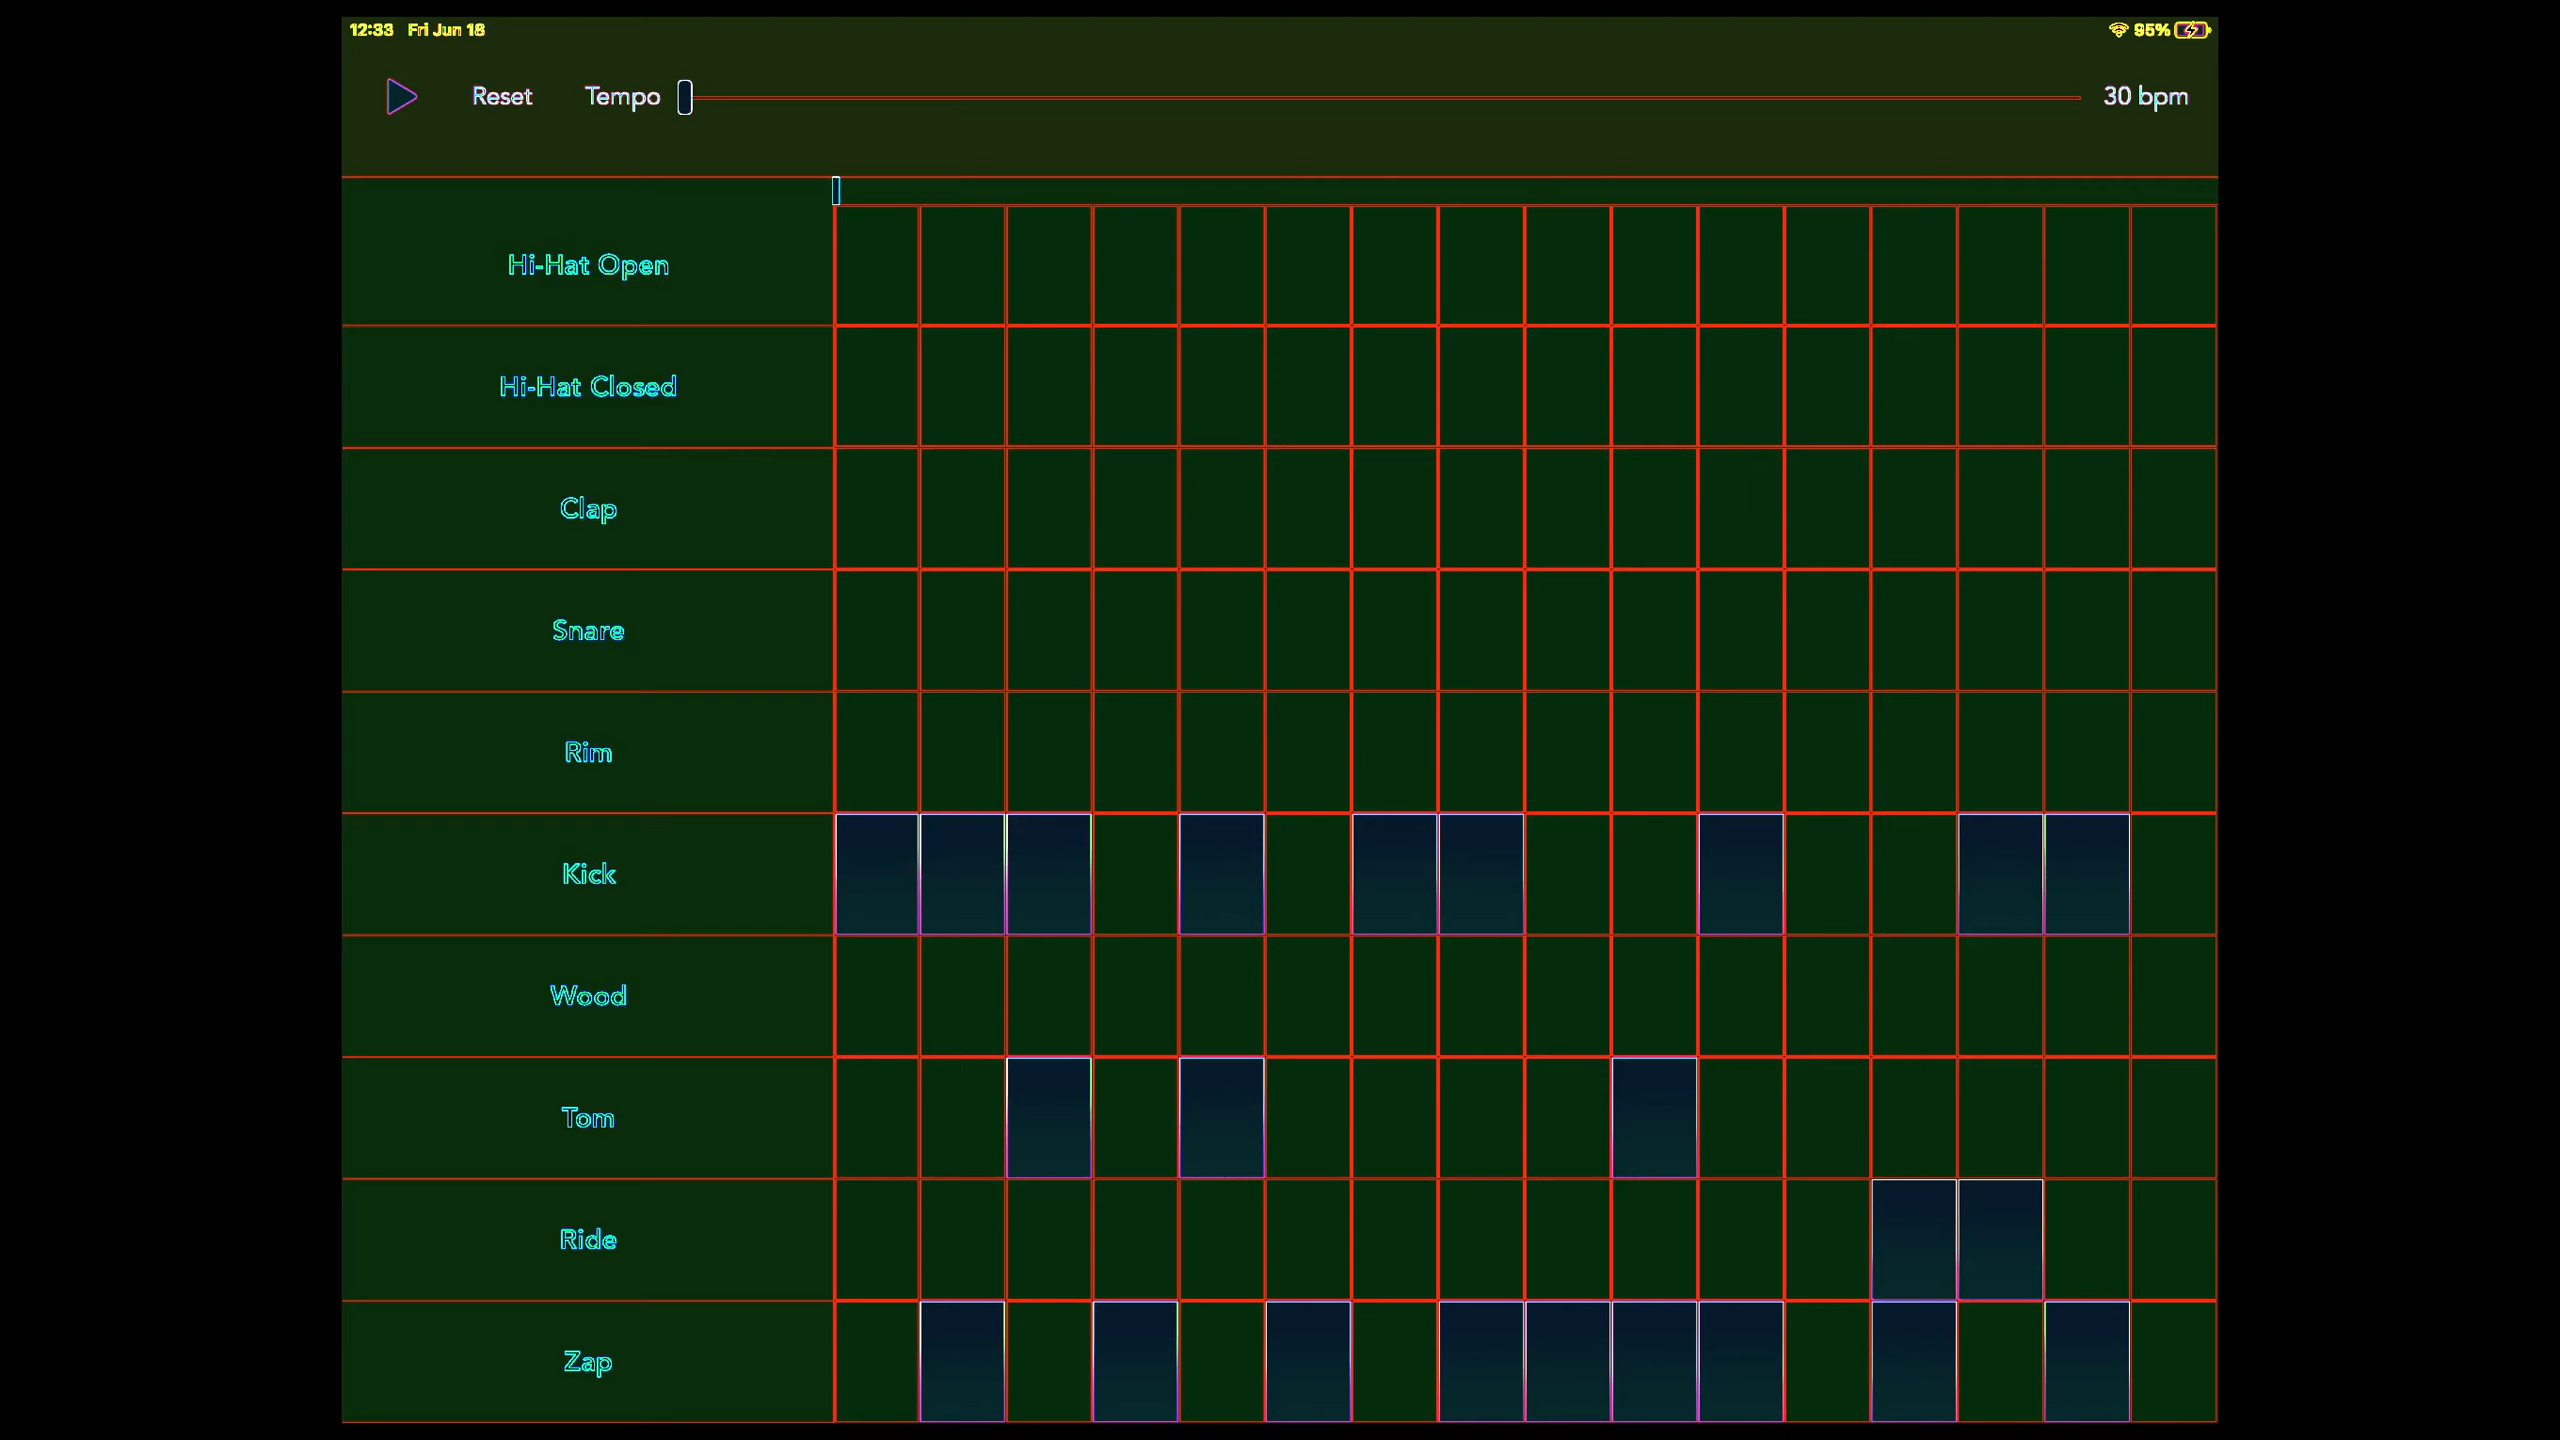 12:33 Fri Jun 18 95%
Reset Tempo 30 bpm
Hi-Hat Open
Hi-Hat Closed
Clap
Snare
Rim
Kick
Wood
Tom
Ride
Zap